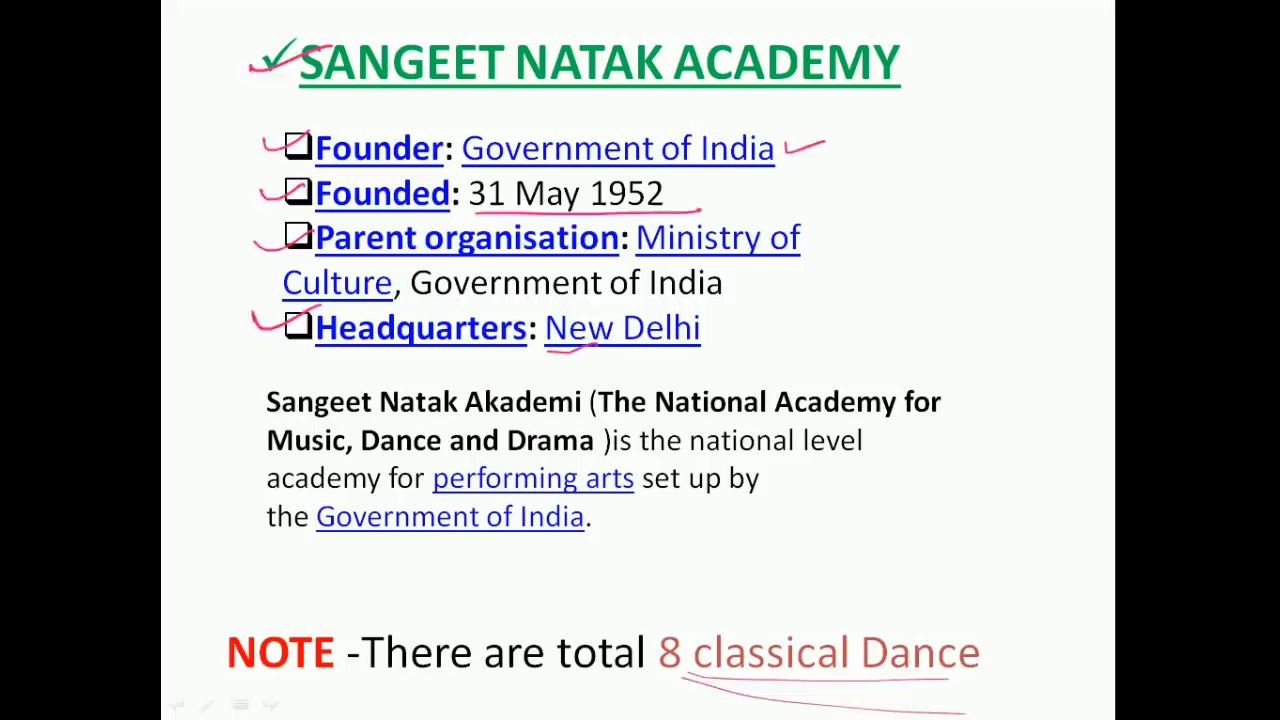 SANGEET NATAK ACADEMY
Founder: Government of India
Founded: 31 May 1952
Parent organisation: Ministry of
Culture, Government of India
Headquarters: New Delhi
Sangeet Natak Akademi (The National Academy for
Music, Dance and Drama )is the national level
academy for performing arts set up by
the Government of India.
NOTE -There are total 8 classical Dance